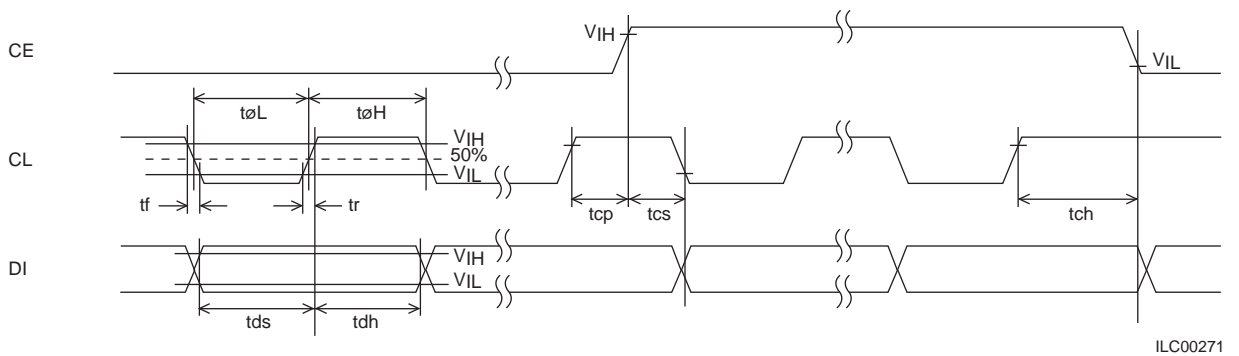 CE
VIH
VIL
tøL
tøH
CL
VIH
50%
VIL
tf
tr
tcp
tcs
tch
DI
VIH
VIL
tds
tdh
ILC00271